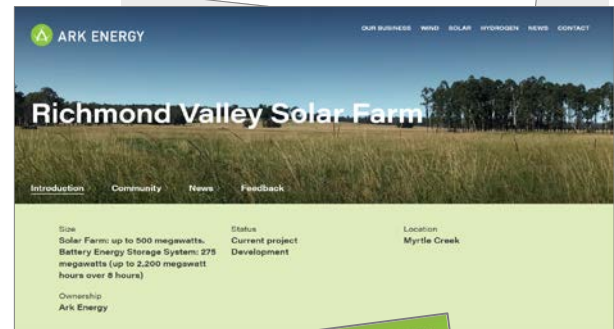 ARK ENERGY
OUR BUSINESS WIND SOLAR HYDROGEN NEWS CONTACT
Richmond Valley Solar Farm
Introduction Community News Feedback
Size
Solar Farm: up to 500 megawatts.
Battery Energy Storage System: 275
megawatts (up to 2,200 megawatt
hours over 8 hours)
Status
Current project
Development
Location
Myrtle Creek
Ownership
Ark Energy